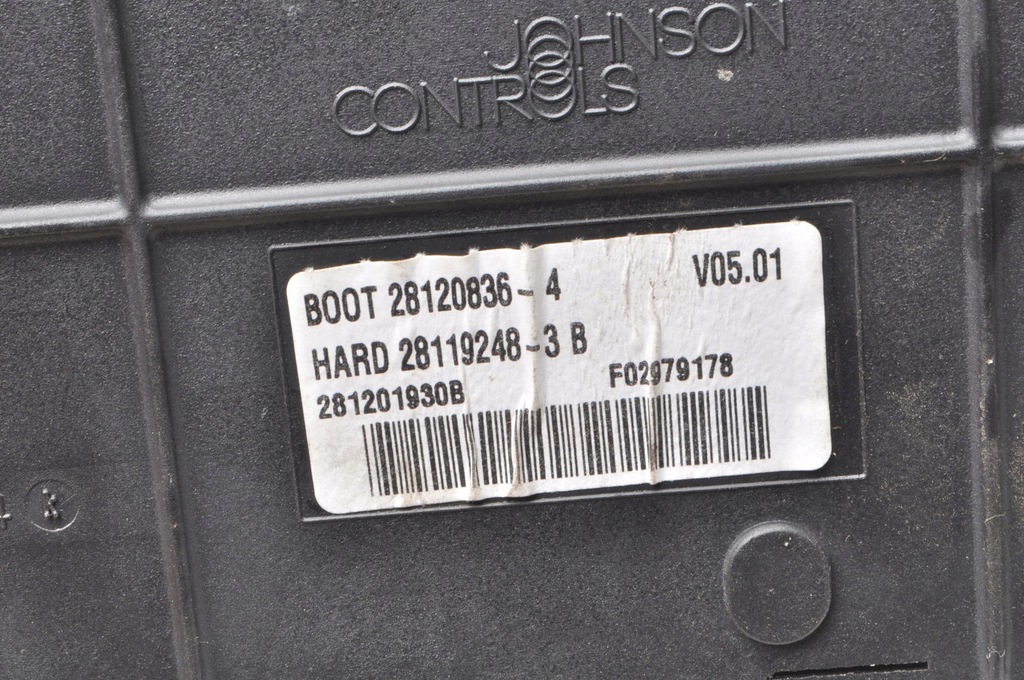 JOHNSON
CONTROLS
BOOT 28120836-4 V05.01
HARD 28119248-3 B
281201930B F02979178